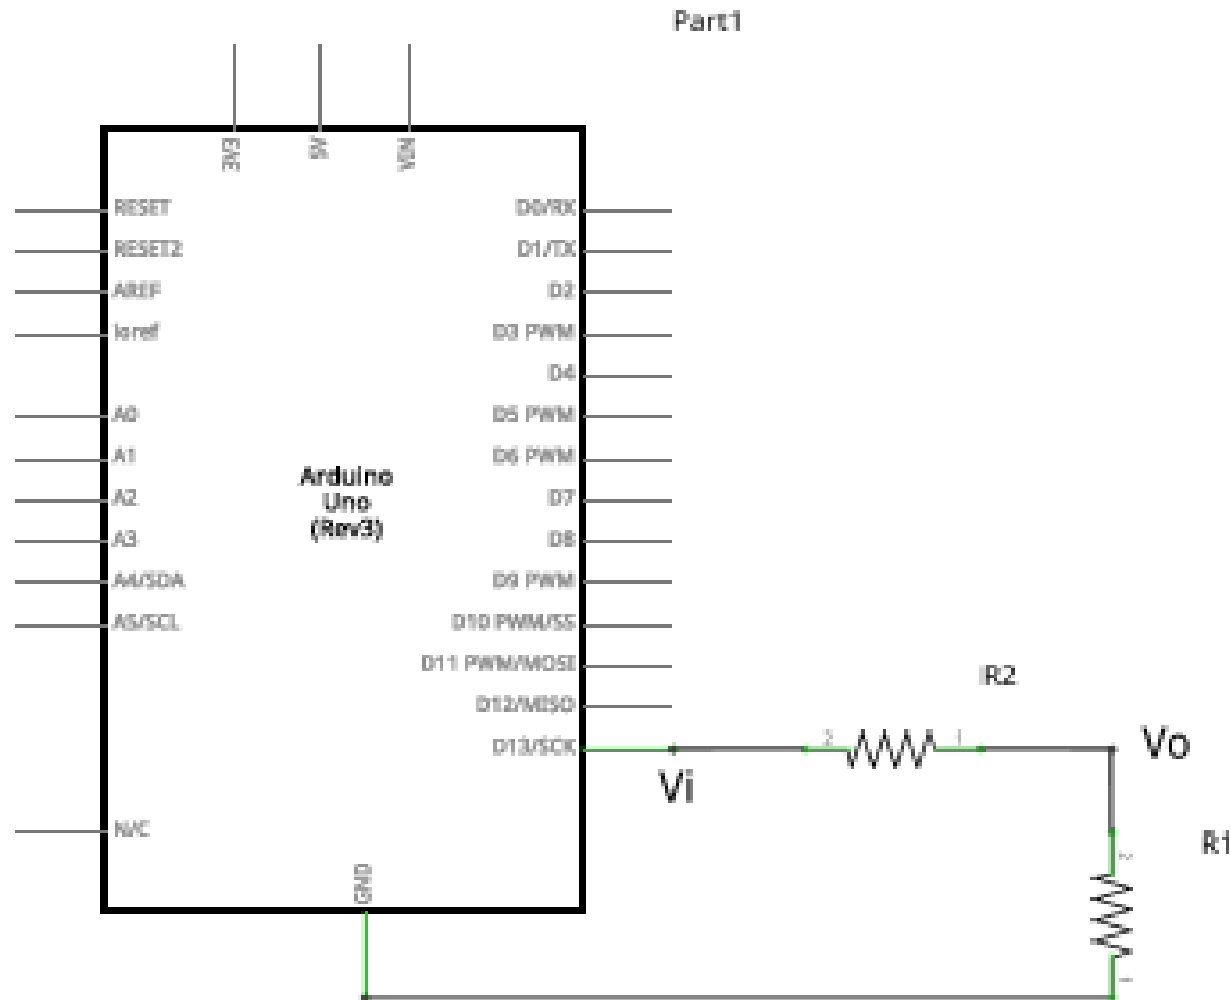 Part1
3V3
5V
VIN
RESET
RESET2
AREF
Ioref
A0
A1
A2
A3
A4/SDA
A5/SCL
N/C
Arduino
Uno
(Rev3)
D0/RX
D1/TX
D2
D3 PWM
D4
D5 PWM
D6 PWM
D7
D8
D9 PWM
D10 PWM/SS
D11 PWM/MOSI
D12/MISO
D13/SCK
GND
Vi
2
1
R2
Vo
R1
2
1